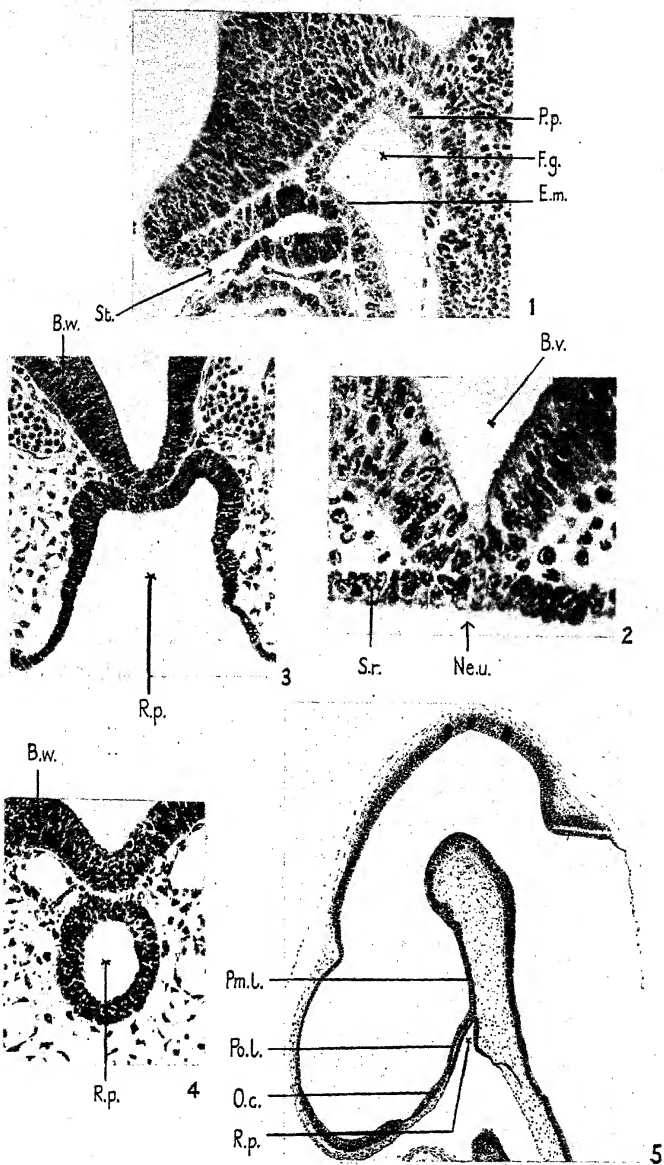 P.p.
F.g.
E.m.
St.
1
B.w.
B.v.
3
R.p.
S.r.
Ne.u.
2
B.w.
R.p.
4
Pm.l.
Po.l.
O.c.
R.p.
5